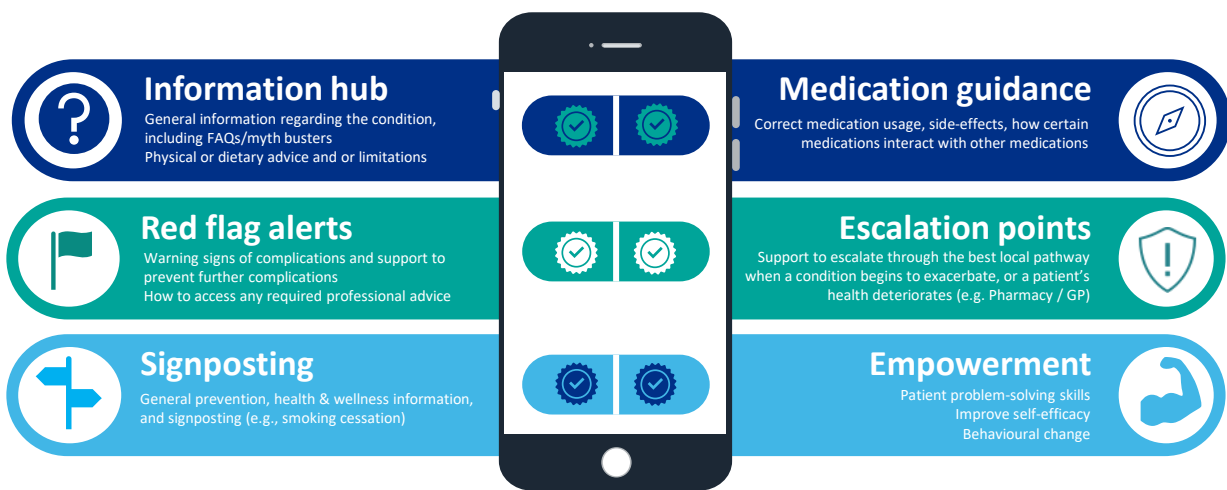 Information hub
General information regarding the condition,
including FAQs/myth busters
Physical or dietary advice and or limitations
Medication guidance
Correct medication usage, side-effects, how certain
medications interact with other medications
Red flag alerts
Warning signs of complications and support to
prevent further complications
How to access any required professional advice
Escalation points
Support to escalate through the best local pathway
when a condition begins to exacerbate, or a patient's
health deteriorates (e.g. Pharmacy / GP)
Signposting
General prevention, health & wellness information,
and signposting (e.g., smoking cessation)
Empowerment
Patient problem-solving skills
Improve self-efficacy
Behavioural change